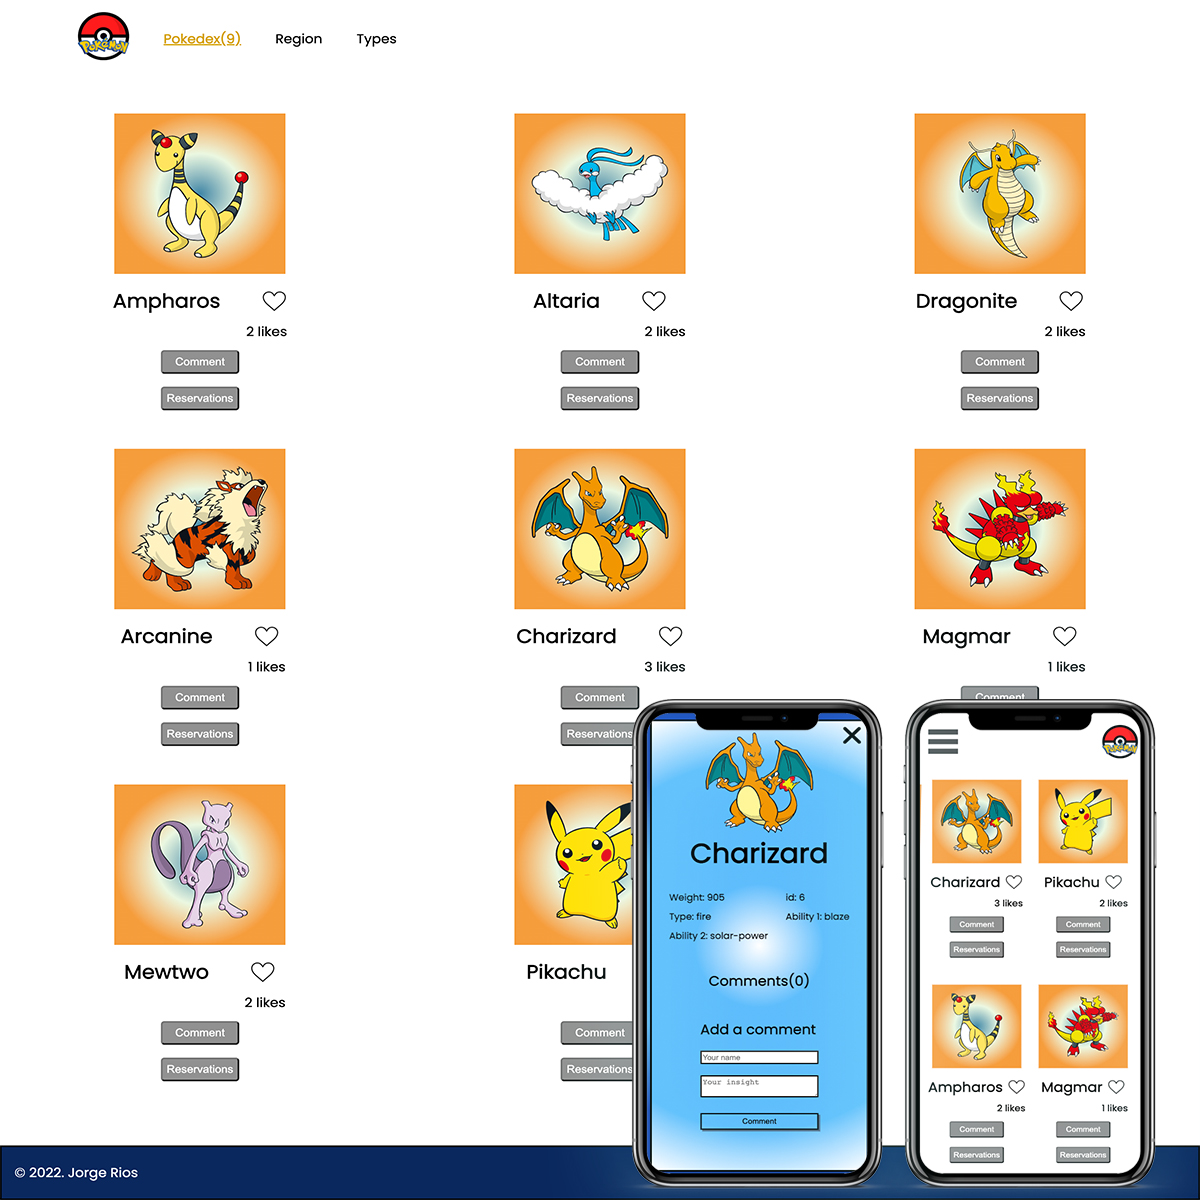 Pokémon
Pokedex(9) Region Types
Ampharos
2 likes
Comment
Reservations
Altaria
2 likes
Comment
Reservations
Dragonite
2 likes
Comment
Reservations
Arcanine
1 likes
Comment
Reservations
Charizard
3 likes
Comment
Reservations
Magmar
1 likes
Comment
Mewtwo
2 likes
Comment
Reservations
Pikachu
Comment
Reservations
Charizard
Weight: 905 id: 6
Type: fire Ability 1: blaze
Ability 2: solar-power
Comments(0)
Add a comment
Your name
Your insight
Comment
Pokémon
Charizard
3 likes
Comment
Reservations
Pikachu
2 likes
Comment
Reservations
Ampharos
2 likes
Comment
Reservations
Magmar
1 likes
Comment
Reservations
© 2022. Jorge Rios